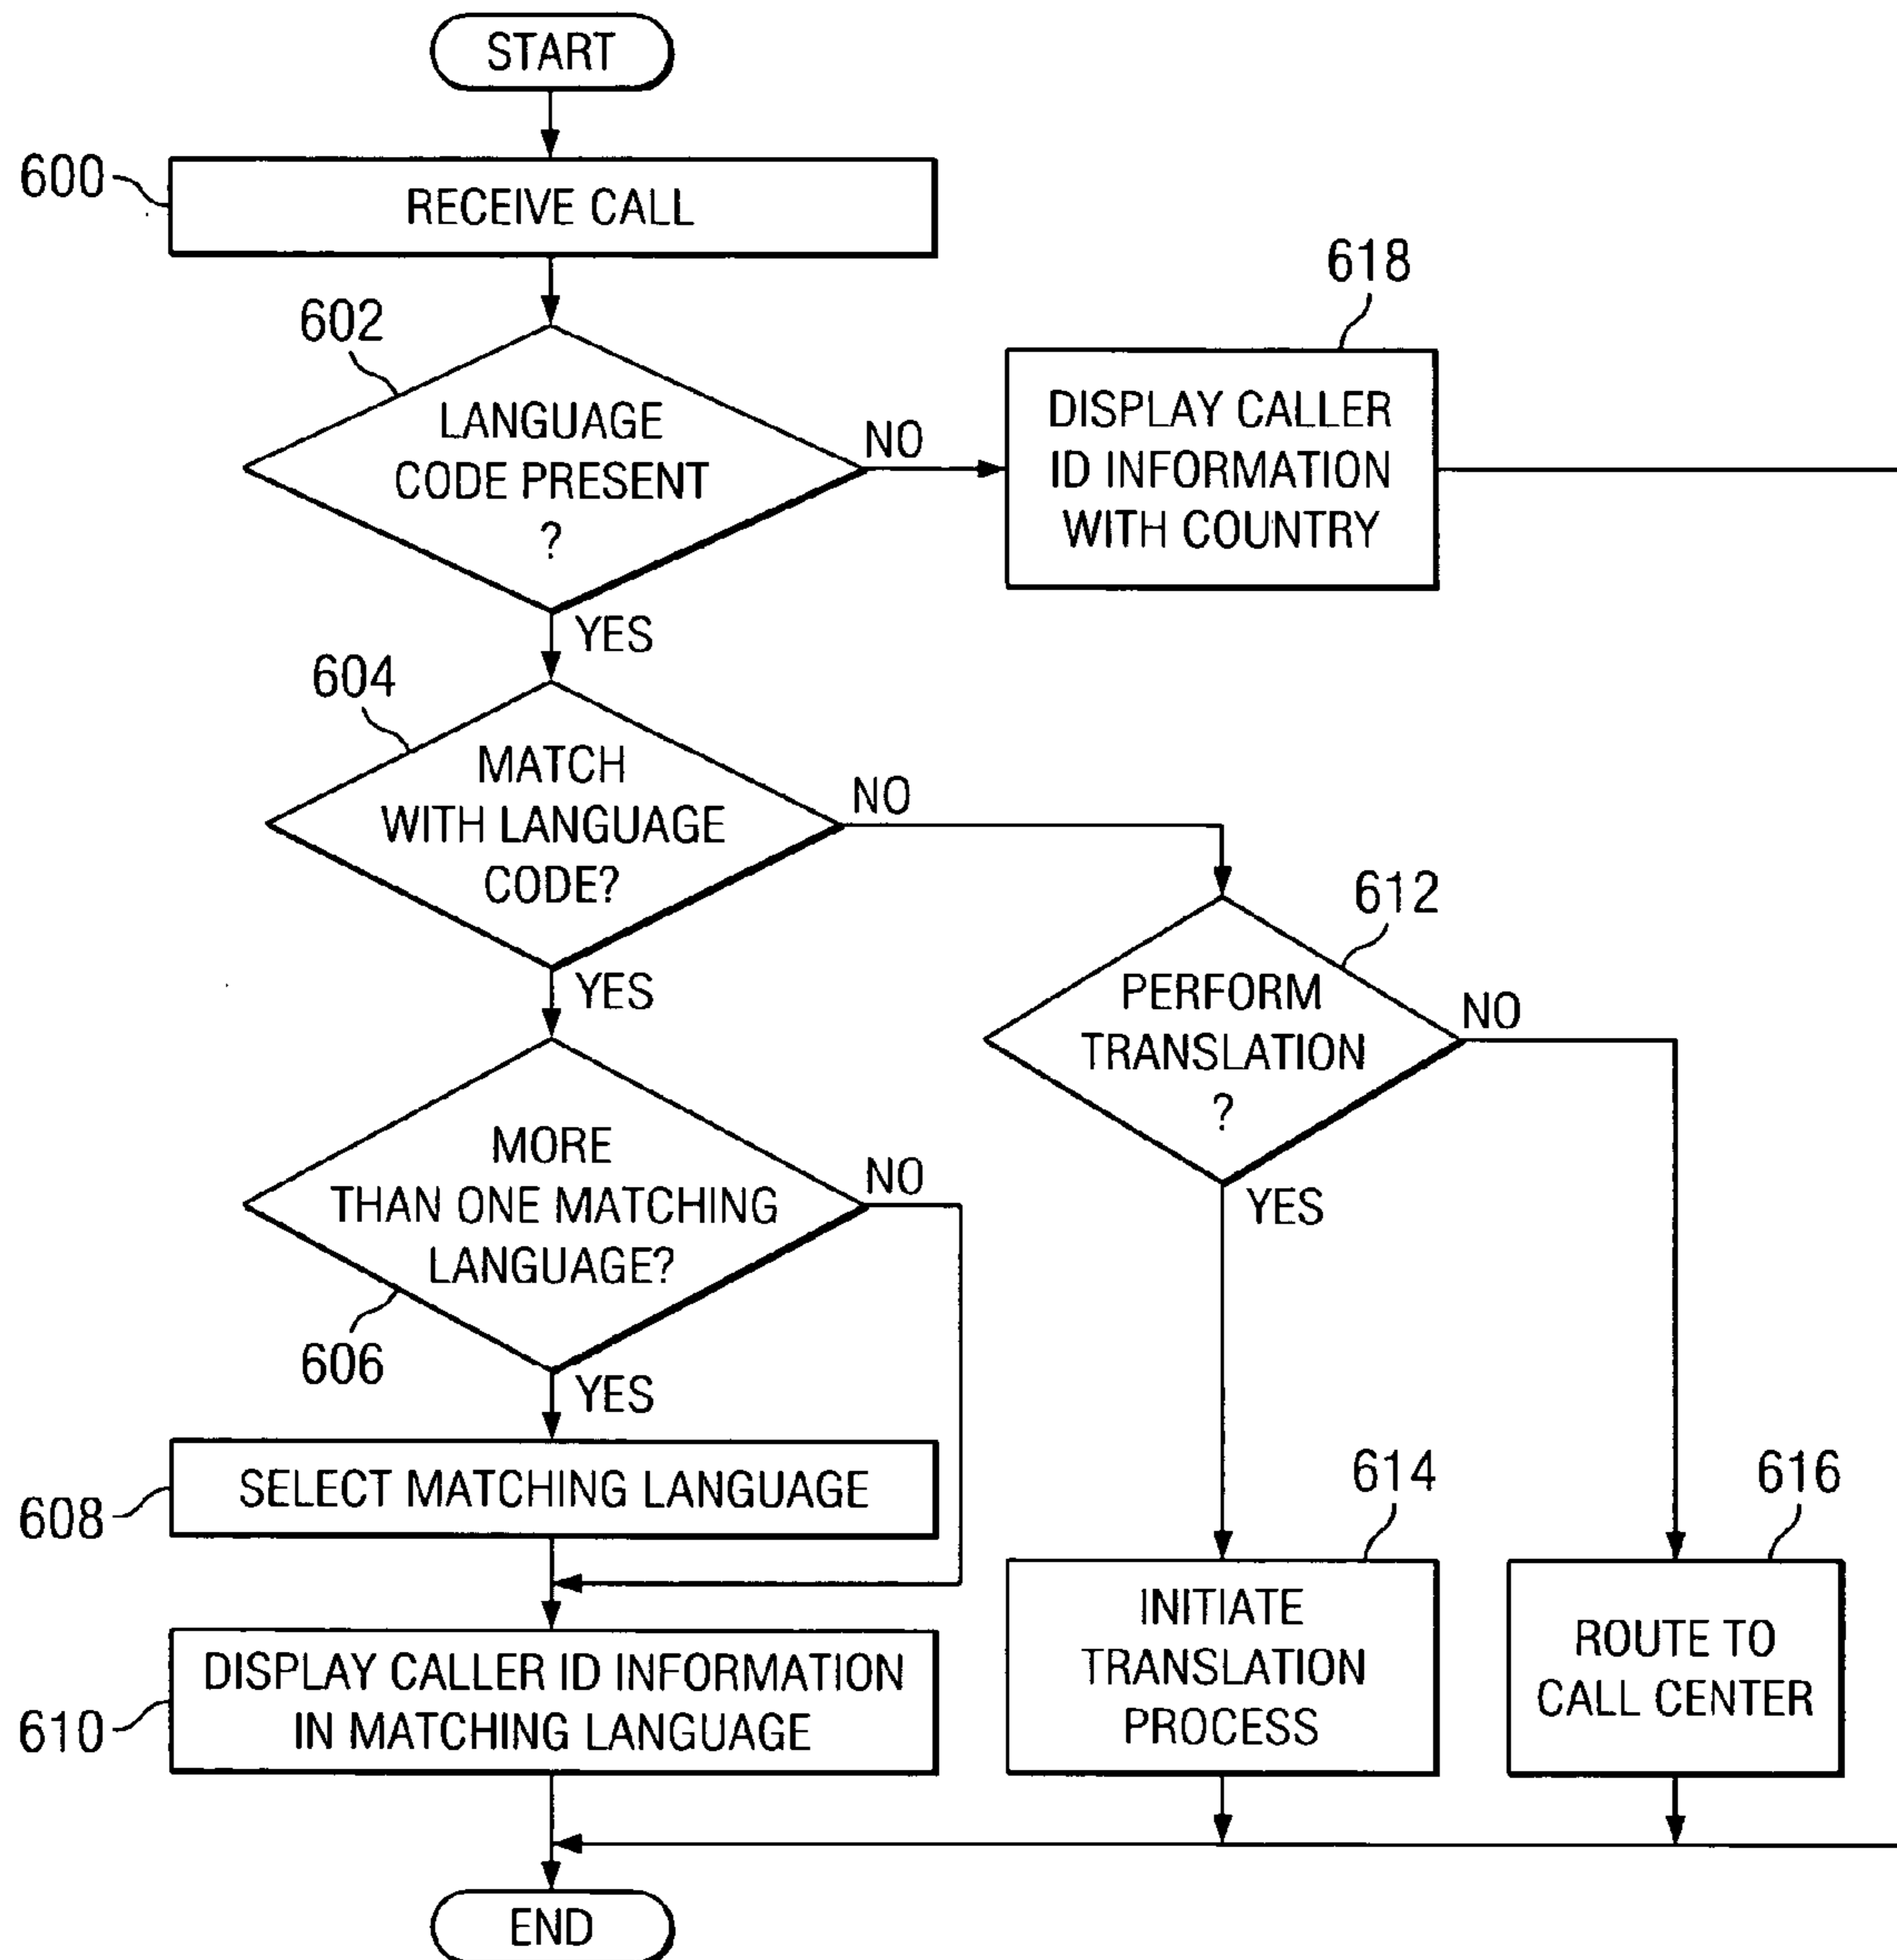 START
600
RECEIVE CALL
618
602
LANGUAGE
CODE PRESENT
?
NO
DISPLAY CALLER
ID INFORMATION
WITH COUNTRY
YES
604
MATCH
WITH LANGUAGE
CODE?
NO
612
YES
PERFORM
TRANSLATION
?
NO
YES
MORE
THAN ONE MATCHING
LANGUAGE?
NO
606
YES
608
SELECT MATCHING LANGUAGE
614
616
610
DISPLAY CALLER ID INFORMATION
IN MATCHING LANGUAGE
INITIATE
TRANSLATION
PROCESS
ROUTE TO
CALL CENTER
END